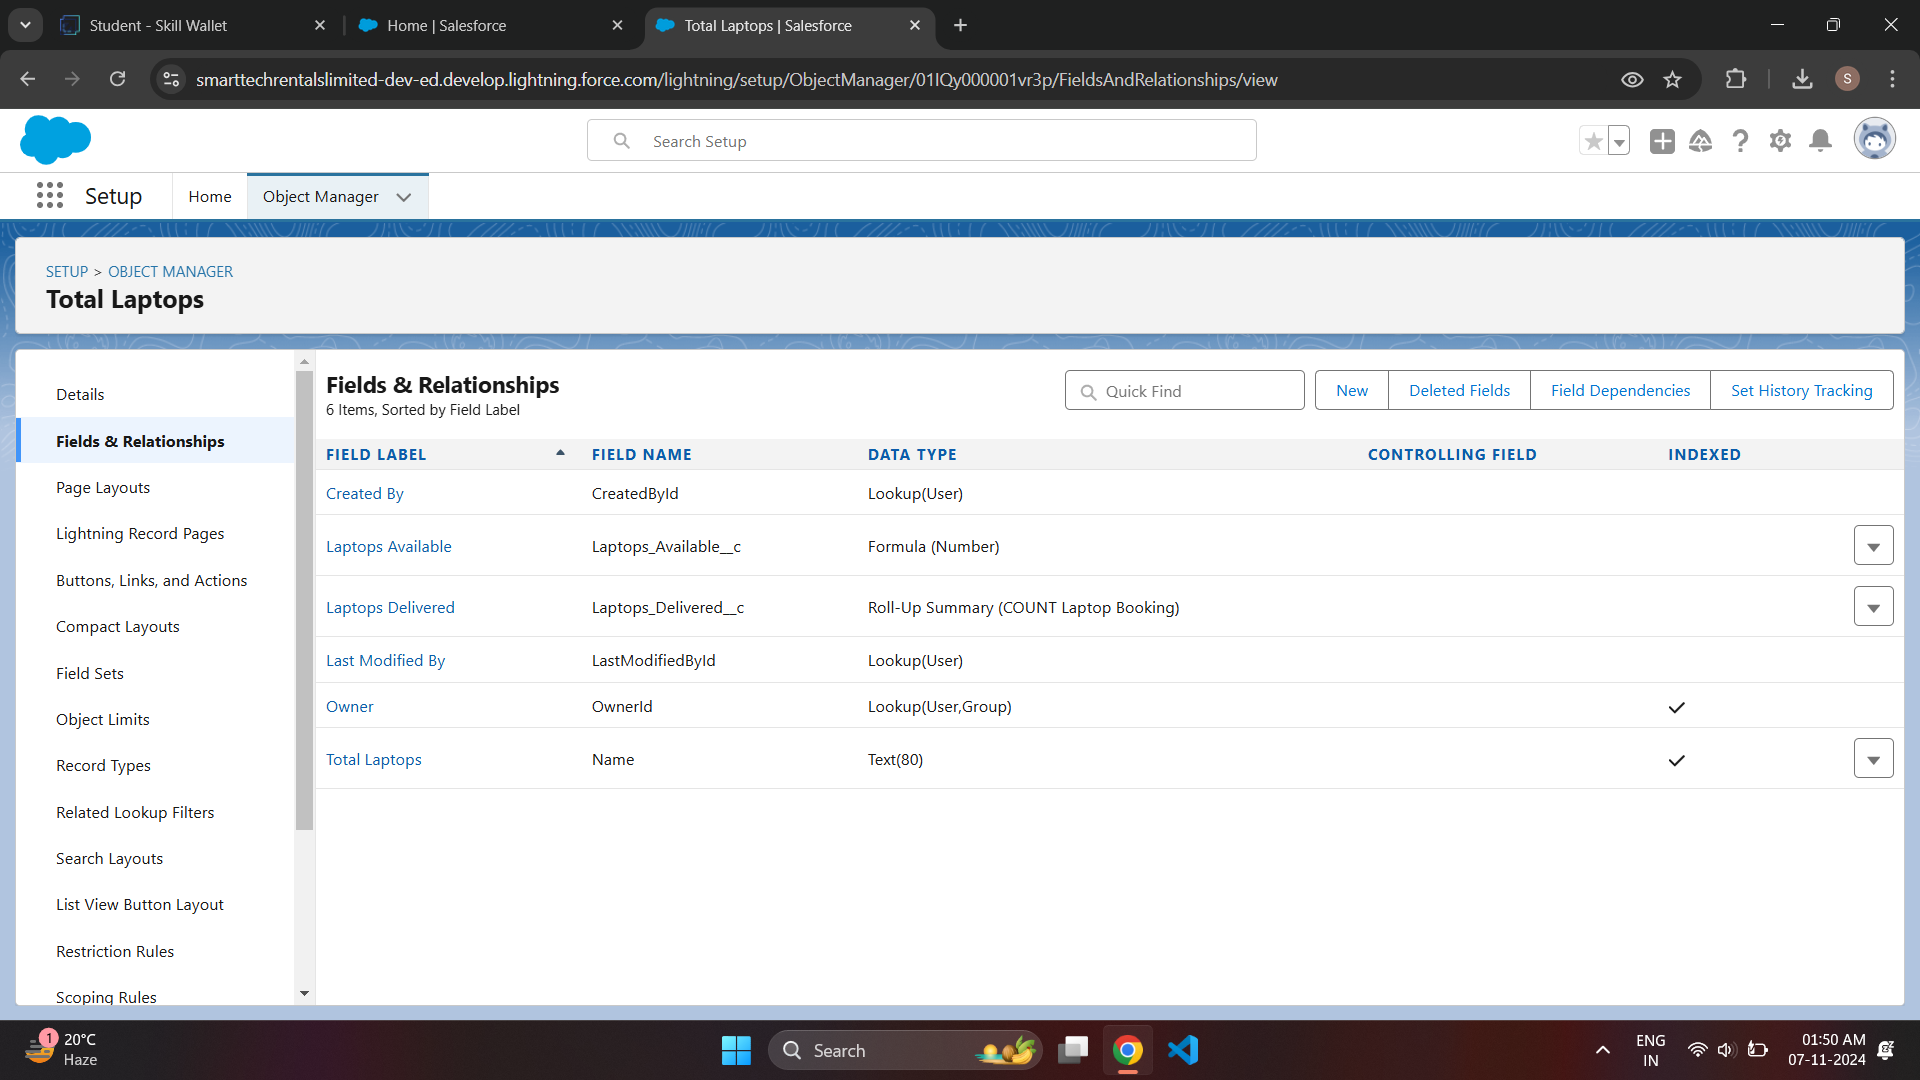 Student - Skill Wallet
Home | Salesforce
Total Laptops | Salesforce
smarttechrentalslimited-dev-ed.develop.lightning.force.com/lightning/setup/ObjectManager/01IQy000001vr3p/FieldsAndRelationships/view
S
Search Setup
Setup
Home
Object Manager
SETUP > OBJECT MANAGER
Total Laptops
Details
Fields & Relationships
Page Layouts
Lightning Record Pages
Buttons, Links, and Actions
Compact Layouts
Field Sets
Object Limits
Record Types
Related Lookup Filters
Search Layouts
List View Button Layout
Restriction Rules
Scoping Rules
Fields & Relationships
6 Items, Sorted by Field Label
Quick Find
New
Deleted Fields
Field Dependencies
Set History Tracking
FIELD LABEL FIELD NAME DATA TYPE CONTROLLING FIELD INDEXED
Created By CreatedById Lookup(User)
Laptops Available Laptops_Available__c Formula (Number)
Laptops Delivered Laptops_Delivered__c Roll-Up Summary (COUNT Laptop Booking)
Last Modified By LastModifiedById Lookup(User)
Owner OwnerId Lookup(User,Group)
Total Laptops Name Text(80)
1
20°C
Haze
Search
ENG
IN
01:50 AM
07-11-2024